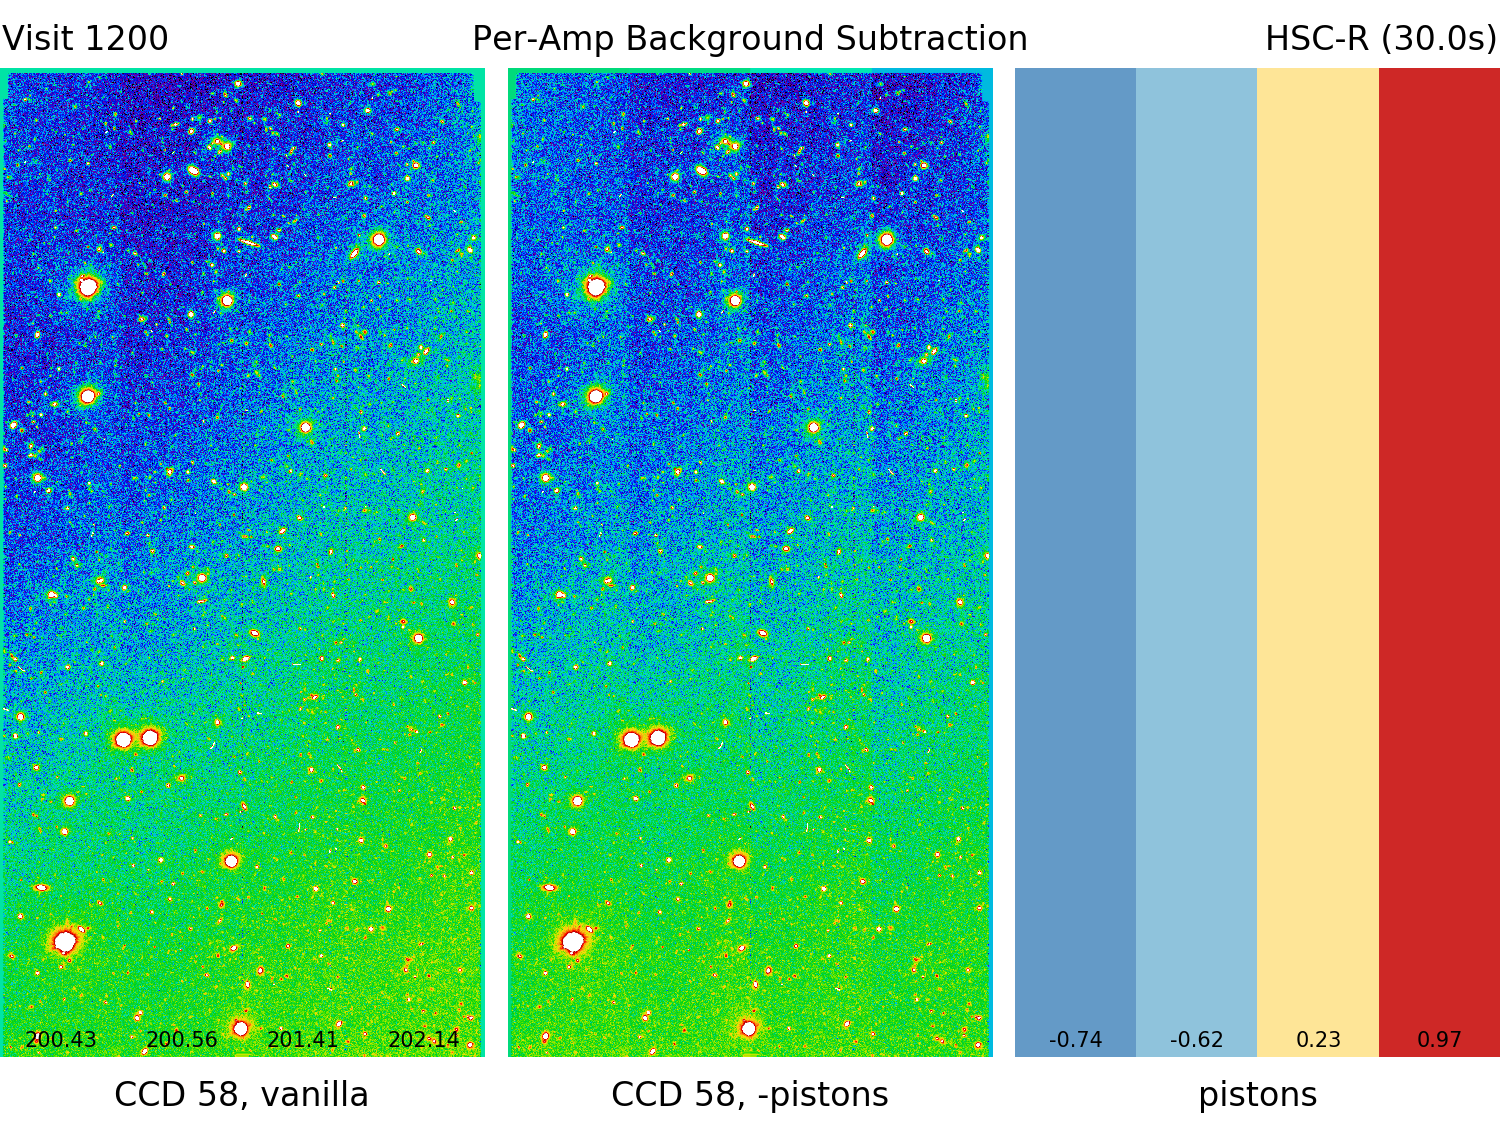 Visit 1200 Per-Amp Background Subtraction HSC-R (30.0s)
200.43 200.56 201.41 202.14 -0.74 -0.62 0.23 0.97
CCD 58, vanilla CCD 58, -pistons pistons